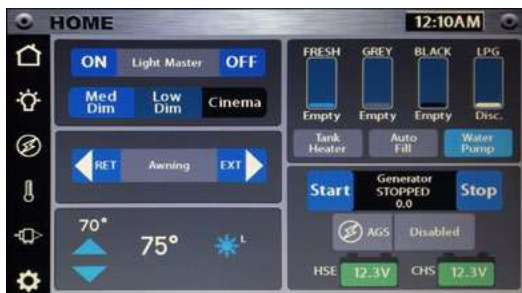 HOME
12:10AM
ON Light Master OFF
Med Dim
Low Dim
Cinema
RET Awning EXT
70°
75°
L
FRESH GREY BLACK LPG
Empty Empty Empty Disc.
Tank Heater
Auto Fill
Water Pump
Start
Generator
STOPPED
0.0
Stop
AGS Disabled
HSE 12.3V CHS 12.3V